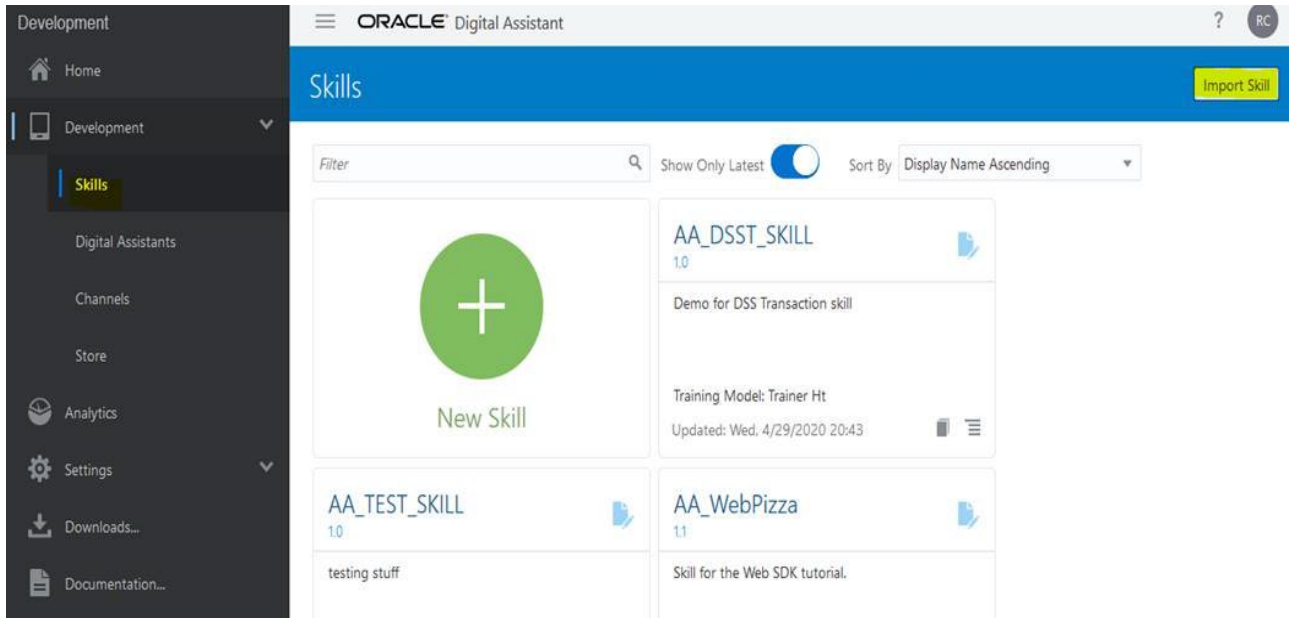 Development
Home
Development
Skills
Digital Assistants
Channels
Store
Analytics
Settings
Downloads...
Documentation...
ORACLE® Digital Assistant
?
RC
Skills
Import Skill
Filter
Show Only Latest
Sort By
Display Name Ascending
New Skill
AA_DSST_SKILL
1.0
Demo for DSS Transaction skill
Training Model: Trainer Ht
Updated: Wed, 4/29/2020 20:43
AA_TEST_SKILL
1.0
testing stuff
AA_WebPizza
1.1
Skill for the Web SDK tutorial.